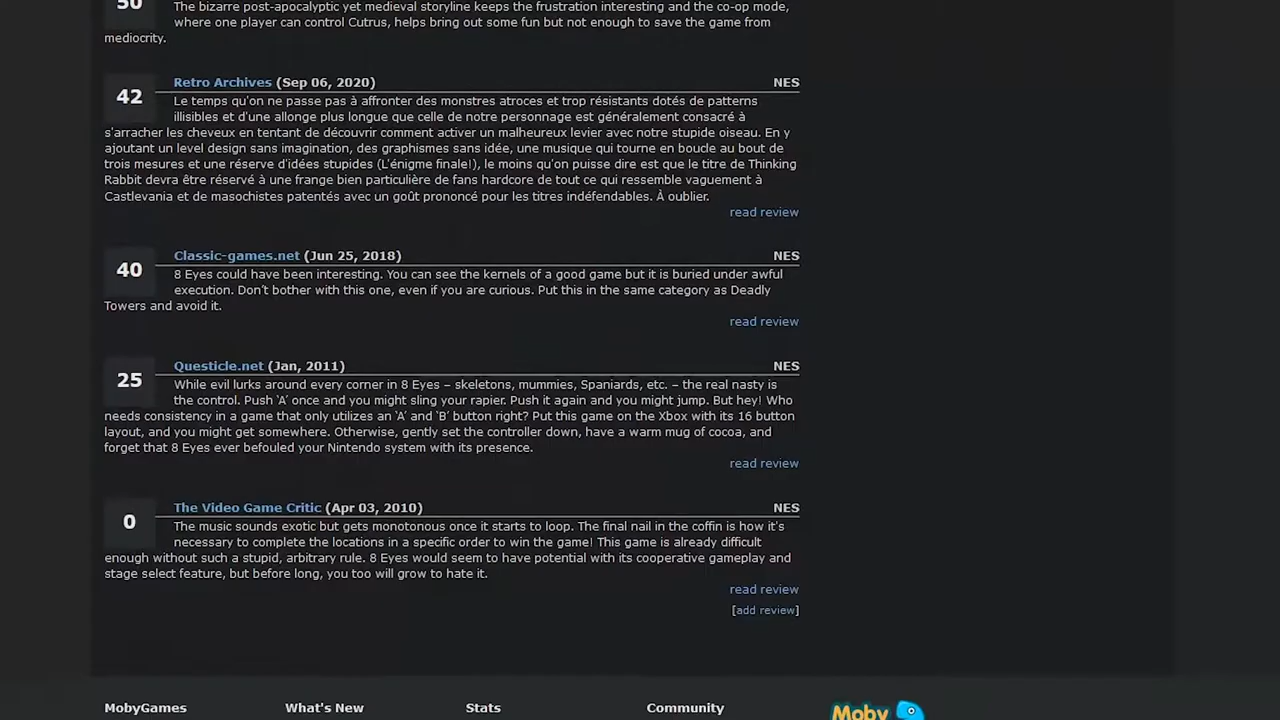 50
The bizarre post-apocalyptic yet medieval storyline keeps the frustration interesting and the co-op mode,
where one player can control Cutrus, helps bring out some fun but not enough to save the game from
mediocrity.
Retro Archives (Sep 06, 2020) NES
42
Le temps qu'on ne passe pas à affronter des monstres atroces et trop résistants dotés de patterns
illisibles et d'une allonge plus longue que celle de notre personnage est généralement consacré à
s'arracher les cheveux en tentant de découvrir comment activer un malheureux levier avec notre stupide oiseau. En y
ajoutant un level design sans imagination, des graphismes sans idée, une musique qui tourne en boucle au bout de
trois mesures et une réserve d'idées stupides (L'énigme finale!), le moins qu'on puisse dire est que le titre de Thinking
Rabbit devra être réservé à une frange bien particulière de fans hardcore de tout ce qui ressemble vaguement à
Castlevania et de masochistes patentés avec un goût prononcé pour les titres indéfendables. À oublier.
read review
Classic-games.net (Jun 25, 2018) NES
40
8 Eyes could have been interesting. You can see the kernels of a good game but it is buried under awful
execution. Don't bother with this one, even if you are curious. Put this in the same category as Deadly
Towers and avoid it.
read review
Questicle.net (Jan, 2011) NES
25
While evil lurks around every corner in 8 Eyes – skeletons, mummies, Spaniards, etc. – the real nasty is
the control. Push ‘A’ once and you might sling your rapier. Push it again and you might jump. But hey! Who
needs consistency in a game that only utilizes an ‘A’ and ‘B’ button right? Put this game on the Xbox with its 16 button
layout, and you might get somewhere. Otherwise, gently set the controller down, have a warm mug of cocoa, and
forget that 8 Eyes ever befouled your Nintendo system with its presence.
read review
The Video Game Critic (Apr 03, 2010) NES
0
The music sounds exotic but gets monotonous once it starts to loop. The final nail in the coffin is how it's
necessary to complete the locations in a specific order to win the game! This game is already difficult
enough without such a stupid, arbitrary rule. 8 Eyes would seem to have potential with its cooperative gameplay and
stage select feature, but before long, you too will grow to hate it.
read review
[add review]
MobyGames What's New Stats Community Moby